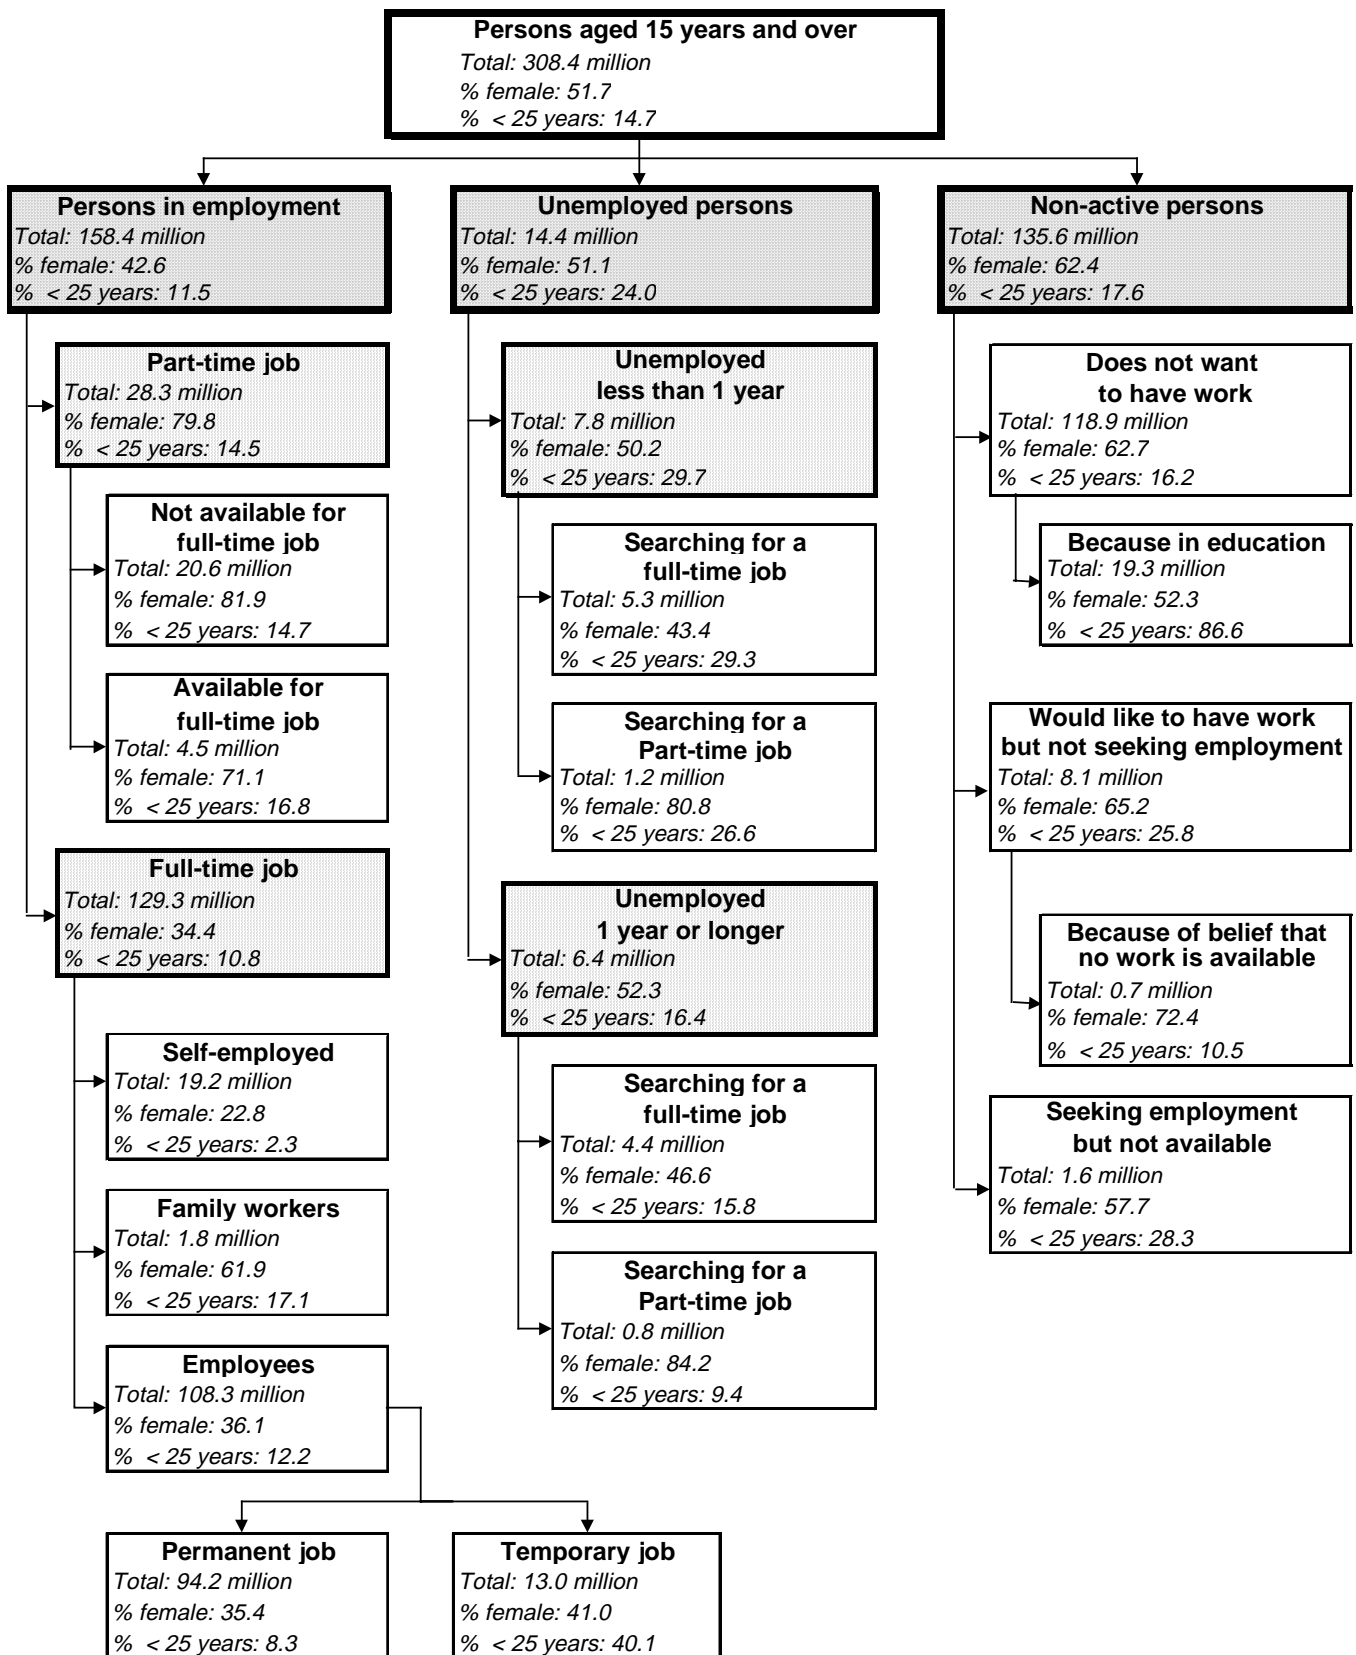 Persons aged 15 years and over
Total: 308.4 million
% female: 51.7
% < 25 years: 14.7
Persons in employment
Total: 158.4 million
% female: 42.6
% < 25 years: 11.5
Part-time job
Total: 28.3 million
% female: 79.8
% < 25 years: 14.5
Not available for
full-time job
Total: 20.6 million
% female: 81.9
% < 25 years: 14.7
Available for
full-time job
Total: 4.5 million
% female: 71.1
% < 25 years: 16.8
Full-time job
Total: 129.3 million
% female: 34.4
% < 25 years: 10.8
Self-employed
Total: 19.2 million
% female: 22.8
% < 25 years: 2.3
Family workers
Total: 1.8 million
% female: 61.9
% < 25 years: 17.1
Employees
Total: 108.3 million
% female: 36.1
% < 25 years: 12.2
Permanent job
Total: 94.2 million
% female: 35.4
% < 25 years: 8.3
Temporary job
Total: 13.0 million
% female: 41.0
% < 25 years: 40.1
Unemployed persons
Total: 14.4 million
% female: 51.1
% < 25 years: 24.0
Unemployed
less than 1 year
Total: 7.8 million
% female: 50.2
% < 25 years: 29.7
Searching for a
full-time job
Total: 5.3 million
% female: 43.4
% < 25 years: 29.3
Searching for a
Part-time job
Total: 1.2 million
% female: 80.8
% < 25 years: 26.6
Unemployed
1 year or longer
Total: 6.4 million
% female: 52.3
% < 25 years: 16.4
Searching for a
full-time job
Total: 4.4 million
% female: 46.6
% < 25 years: 15.8
Searching for a
Part-time job
Total: 0.8 million
% female: 84.2
% < 25 years: 9.4
Non-active persons
Total: 135.6 million
% female: 62.4
% < 25 years: 17.6
Does not want
to have work
Total: 118.9 million
% female: 62.7
% < 25 years: 16.2
Because in education
Total: 19.3 million
% female: 52.3
% < 25 years: 86.6
Would like to have work
but not seeking employment
Total: 8.1 million
% female: 65.2
% < 25 years: 25.8
Because of belief that
no work is available
Total: 0.7 million
% female: 72.4
% < 25 years: 10.5
Seeking employment
but not available
Total: 1.6 million
% female: 57.7
% < 25 years: 28.3